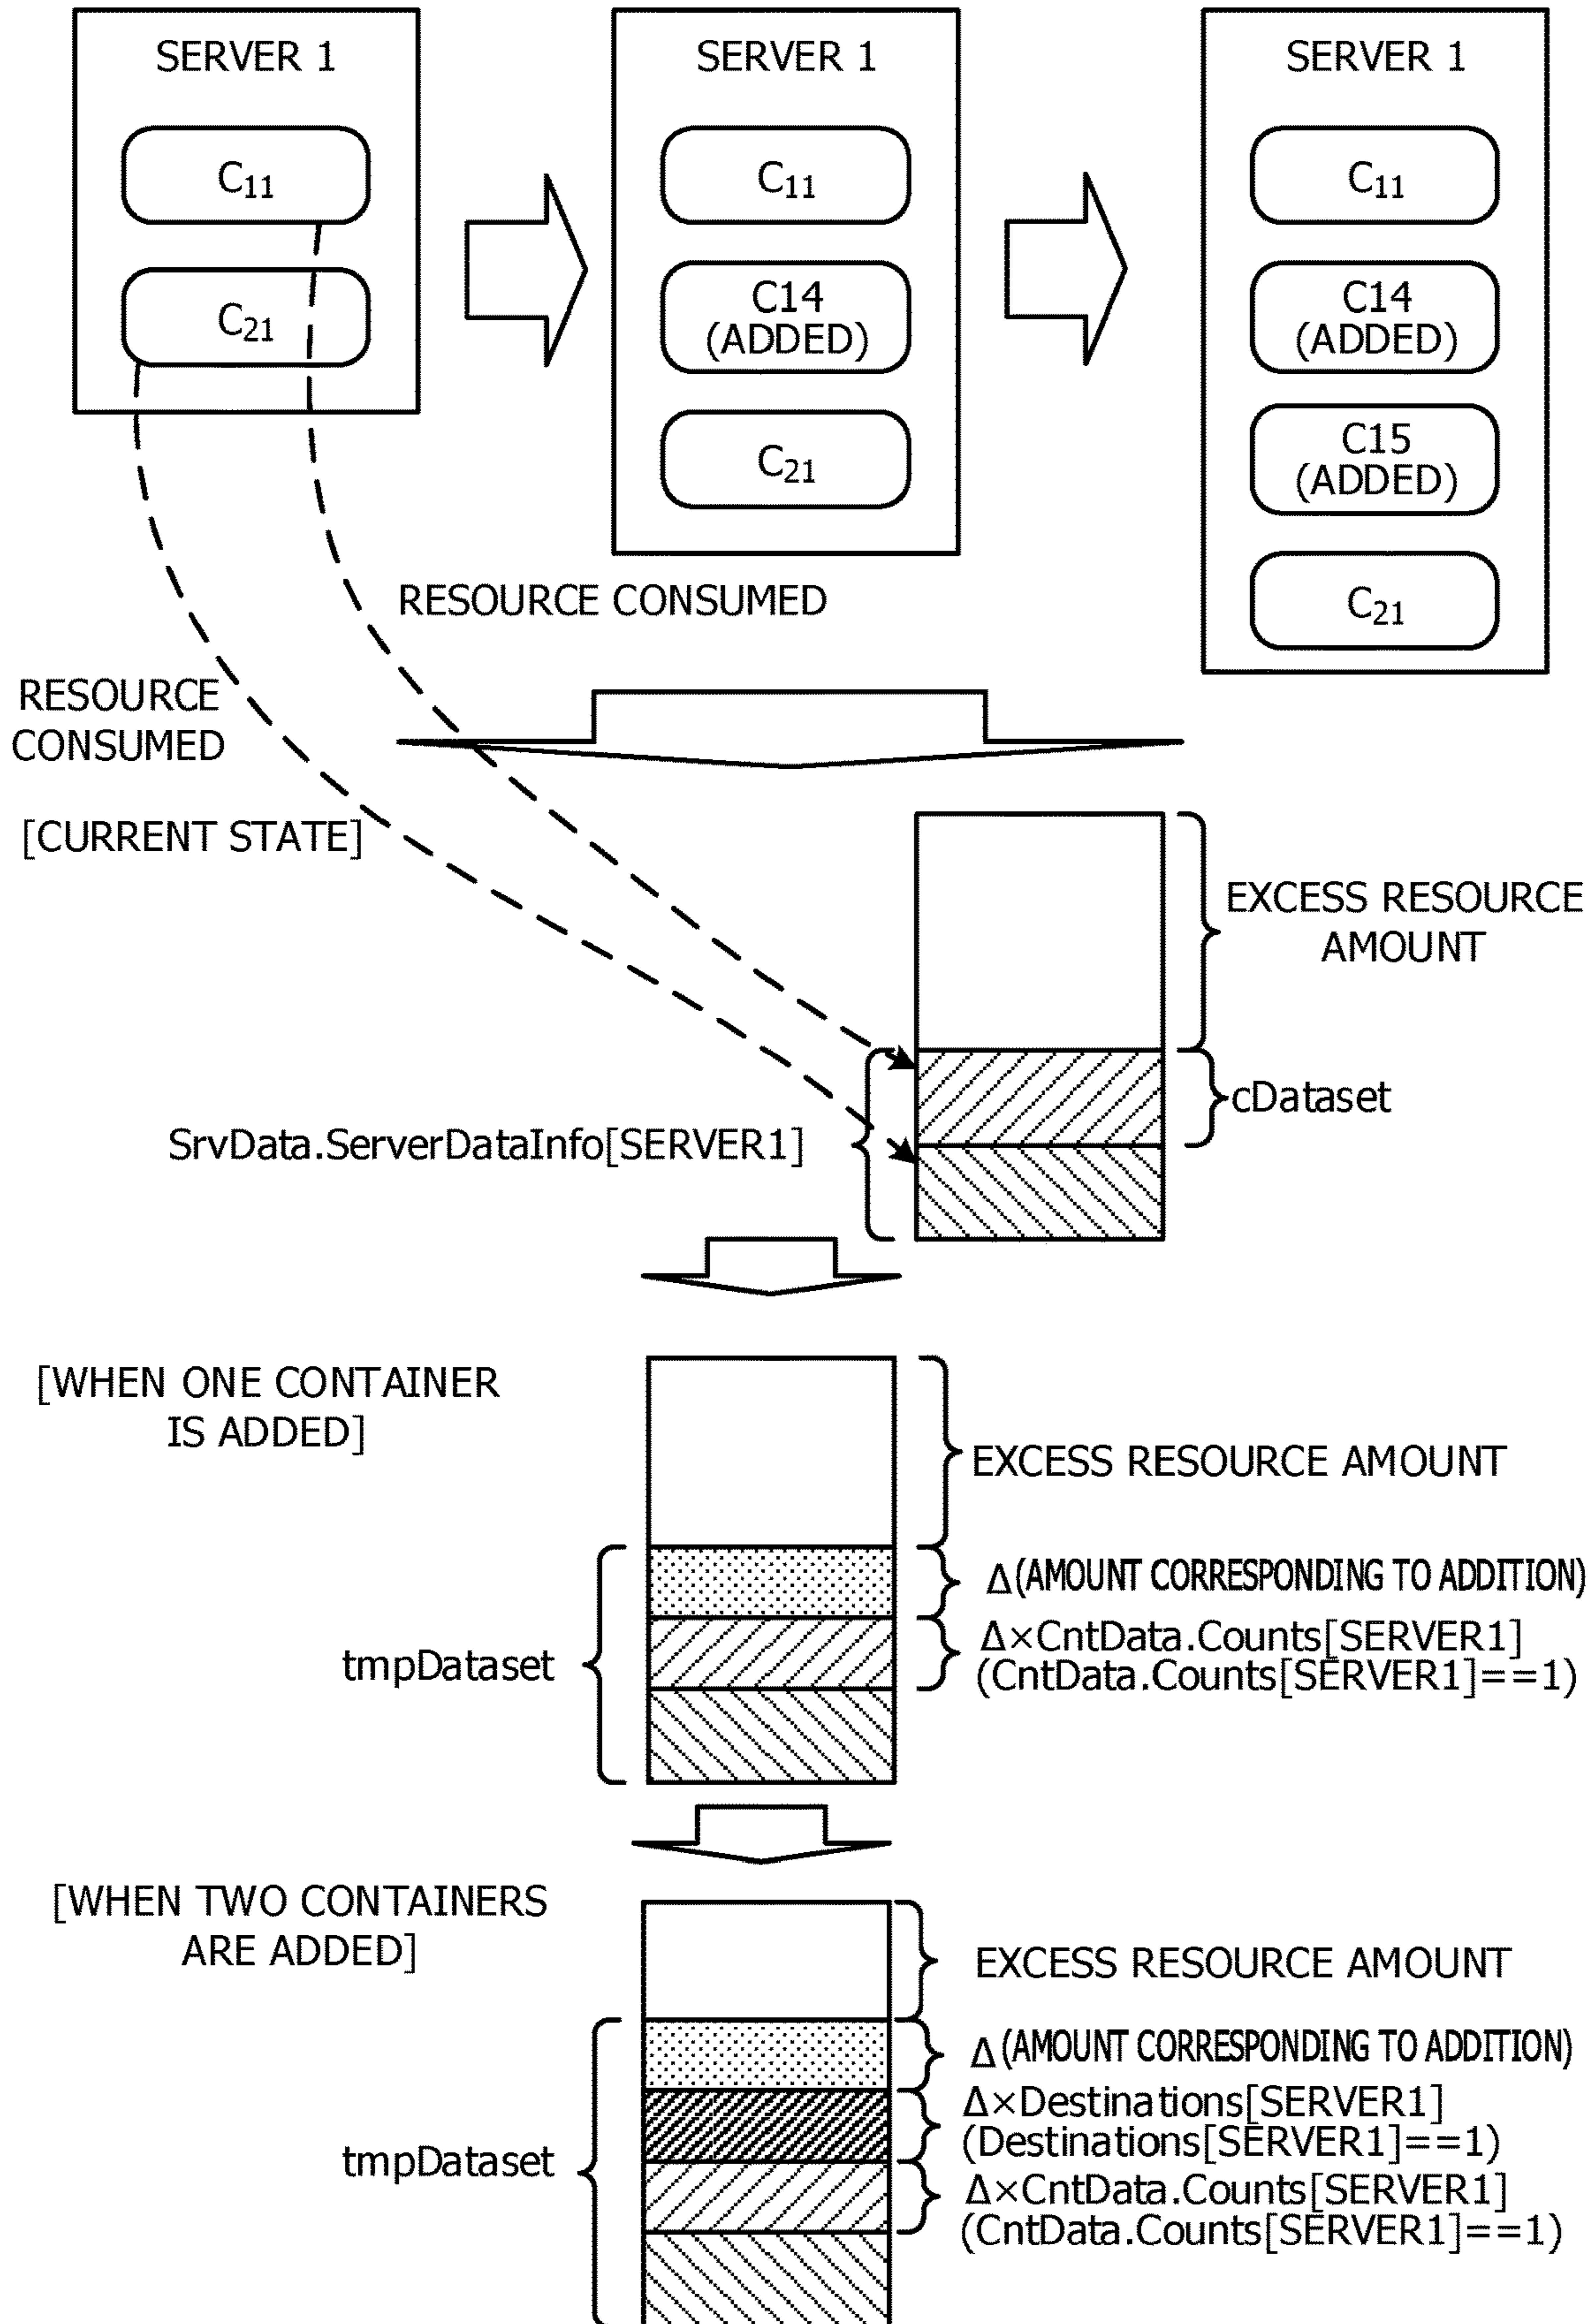 SERVER 1
C11
C21
SERVER 1
C11
C14
(ADDED)
C21
SERVER 1
C11
C14
(ADDED)
C15
(ADDED)
C21
RESOURCE CONSUMED
RESOURCE
CONSUMED
[CURRENT STATE]
EXCESS RESOURCE
AMOUNT
cDataset
SrvData.ServerDataInfo[SERVER1]
[WHEN ONE CONTAINER
IS ADDED]
EXCESS RESOURCE AMOUNT
Δ(AMOUNT CORRESPONDING TO ADDITION)
Δ×CntData.Counts[SERVER1]
(CntData.Counts[SERVER1]==1)
tmpDataset
[WHEN TWO CONTAINERS
ARE ADDED]
EXCESS RESOURCE AMOUNT
Δ(AMOUNT CORRESPONDING TO ADDITION)
Δ×Destinations[SERVER1]
(Destinations[SERVER1]==1)
tmpDataset
Δ×CntData.Counts[SERVER1]
(CntData.Counts[SERVER1]==1)